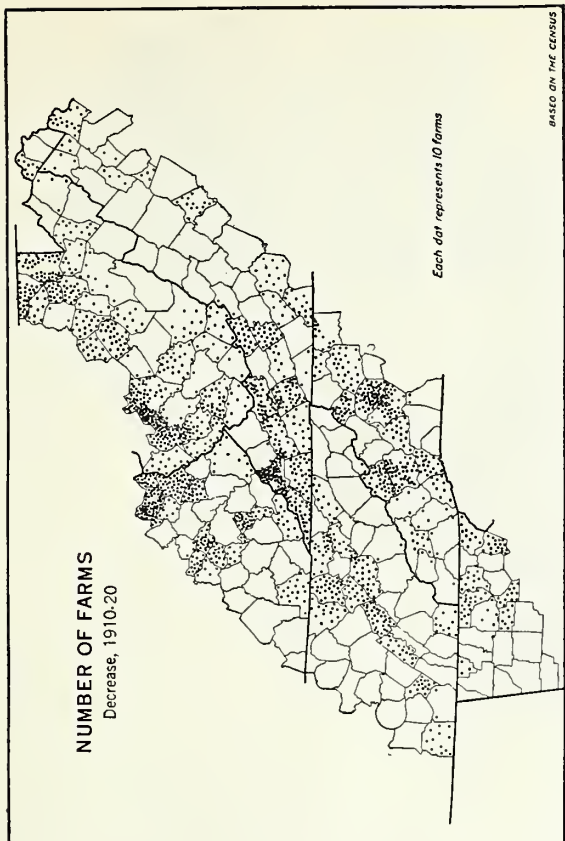 NUMBER OF FARMS
Decrease, 1910-20
Each dot represents 10 farms
BASED ON THE CENSUS